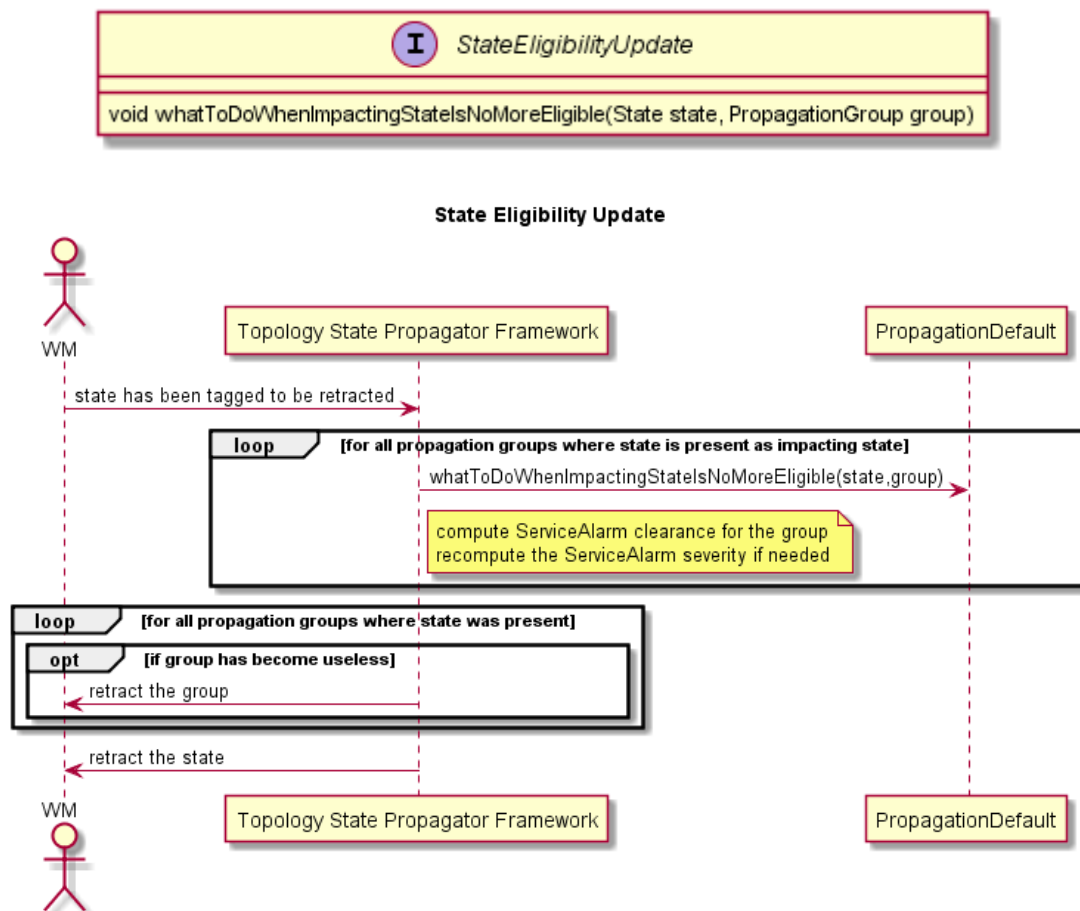 I StateEligibilityUpdate
void whatToDoWhenImpactingStateIsNoMoreEligible(State state, PropagationGroup group)
State Eligibility Update
WM
Topology State Propagator Framework
PropagationDefault
state has been tagged to be retracted
loop [for all propagation groups where state is present as impacting state]
whatToDoWhenImpactingStateIsNoMoreEligible(state,group)
compute ServiceAlarm clearance for the group
recompute the ServiceAlarm severity if needed
loop [for all propagation groups where state was present]
opt [if group has become useless]
retract the group
retract the state
WM
Topology State Propagator Framework
PropagationDefault